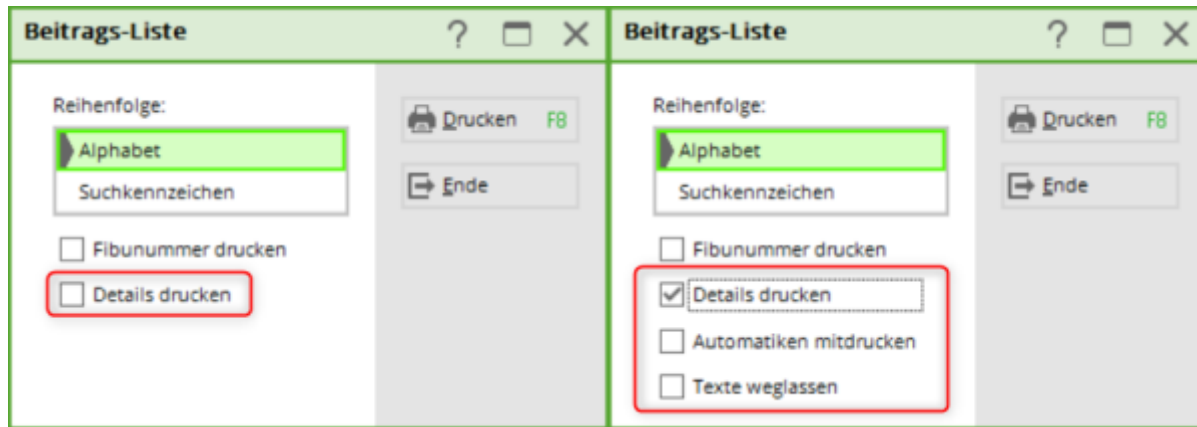 Beitrags-Liste ?
Reihenfolge:
Alphabet
Suchkennzeichen
Fibunummer drucken
Details drucken
Drucken F8
Ende
Beitrags-Liste ?
Reihenfolge:
Alphabet
Suchkennzeichen
Fibunummer drucken
Details drucken
Automatiken mitdrucken
Texte weglassen
Drucken F8
Ende